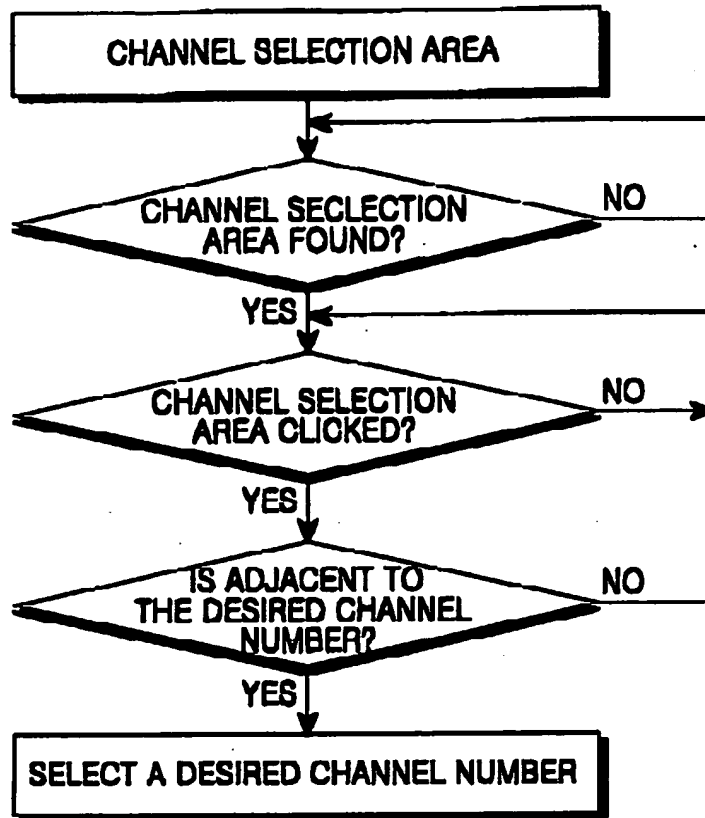 CHANNEL SELECTION AREA
CHANNEL SECLECTION
AREA FOUND?
NO
YES
CHANNEL SELECTION
AREA CLICKED?
NO
YES
IS ADJACENT TO
THE DESIRED CHANNEL
NUMBER?
NO
YES
SELECT A DESIRED CHANNEL NUMBER